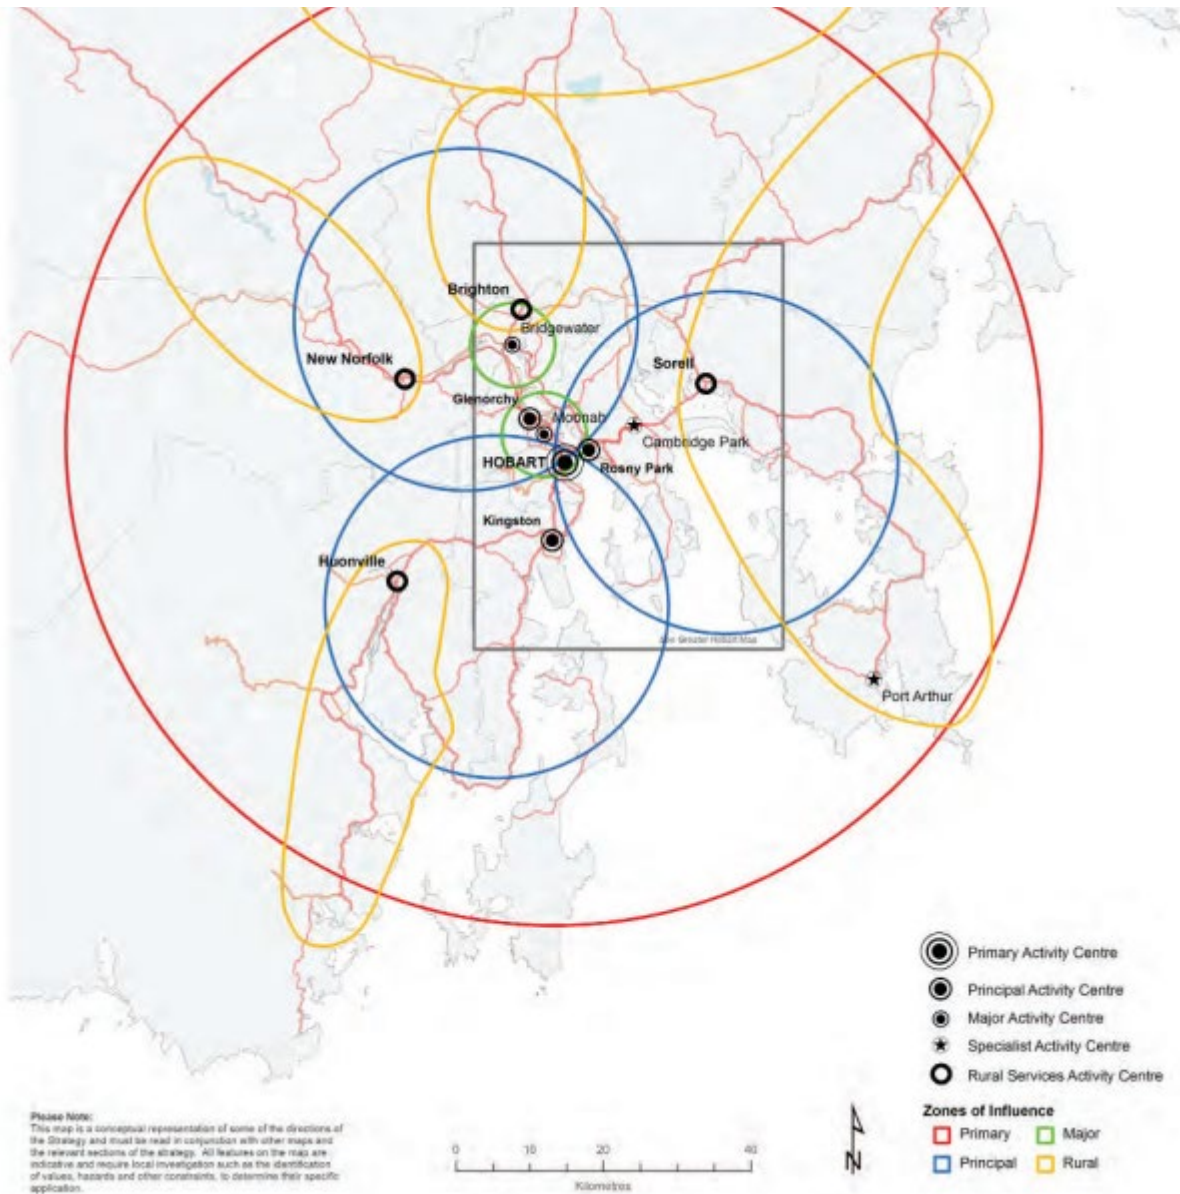 Brighton
Bridgewater
New Norfolk
Sorell
Glenorchy
Moonah
Cambridge Park
HOBART
Rosny Park
Kingston
Huonville
See Greater Hobart Map
Port Arthur
Primary Activity Centre
Principal Activity Centre
Major Activity Centre
Specialist Activity Centre
Rural Services Activity Centre
Zones of Influence
Primary Major
Principal Rural
Please Note:
This map is a conceptual representation of some of the directions of
the Strategy and must be read in conjunction with other maps and
the relevant sections of the strategy. All features on the map are
indicative and require local investigation such as the identification
of values, hazards and other constraints, to determine their specific
application.
0 20 40
Kilometres
N